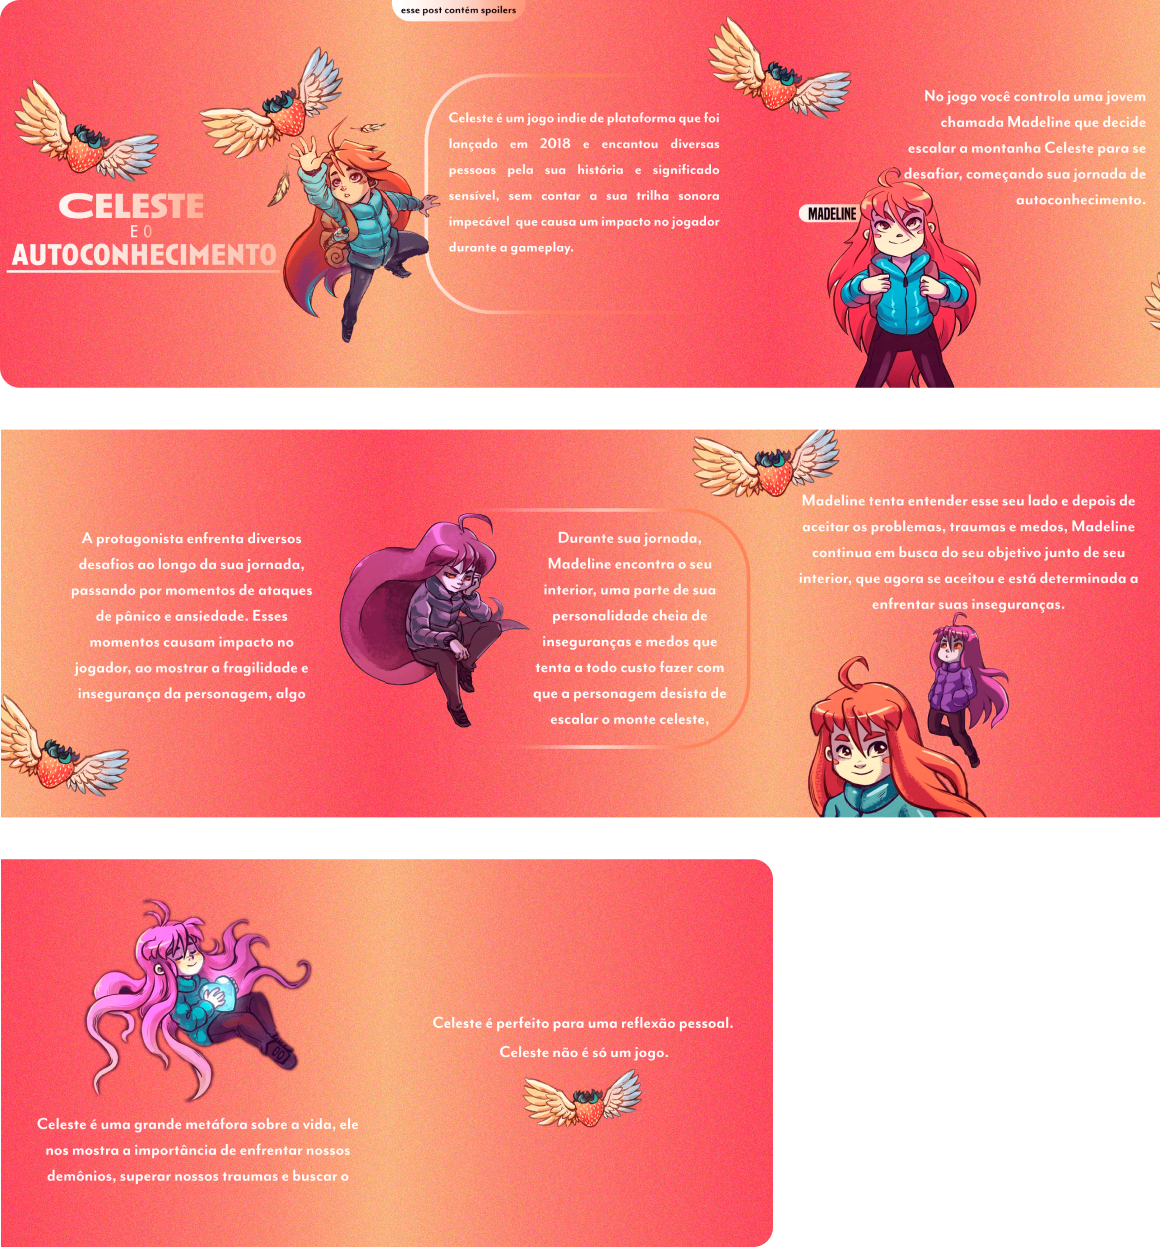 esse post contém spoilers
CELESTE
E O
AUTOCONHECIMENTO
Celeste é um jogo indie de plataforma que foi
lançado em 2018 e encantou diversas
pessoas pela sua história e significado
sensível, sem contar a sua trilha sonora
impecável que causa um impacto no jogador
durante a gameplay.
No jogo você controla uma jovem
chamada Madeline que decide
escalar a montanha Celeste para se
desafiar, começando sua jornada de
autoconhecimento.
MADELINE
A protagonista enfrenta diversos
desafios ao longo da sua jornada,
passando por momentos de ataques
de pânico e ansiedade. Esses
momentos causam impacto no
jogador, ao mostrar a fragilidade e
insegurança da personagem, algo
Durante sua jornada,
Madeline encontra o seu
interior, uma parte de sua
personalidade cheia de
inseguranças e medos que
tenta a todo custo fazer com
que a personagem desista de
escalar o monte celeste,
Madeline tenta entender esse seu lado e depois de
aceitar os problemas, traumas e medos, Madeline
continua em busca do seu objetivo junto de seu
interior, que agora se aceitou e está determinada a
enfrentar suas inseguranças.
Celeste é uma grande metáfora sobre a vida, ele
nos mostra a importância de enfrentar nossos
demônios, superar nossos traumas e buscar o
Celeste é perfeito para uma reflexão pessoal.
Celeste não é só um jogo.